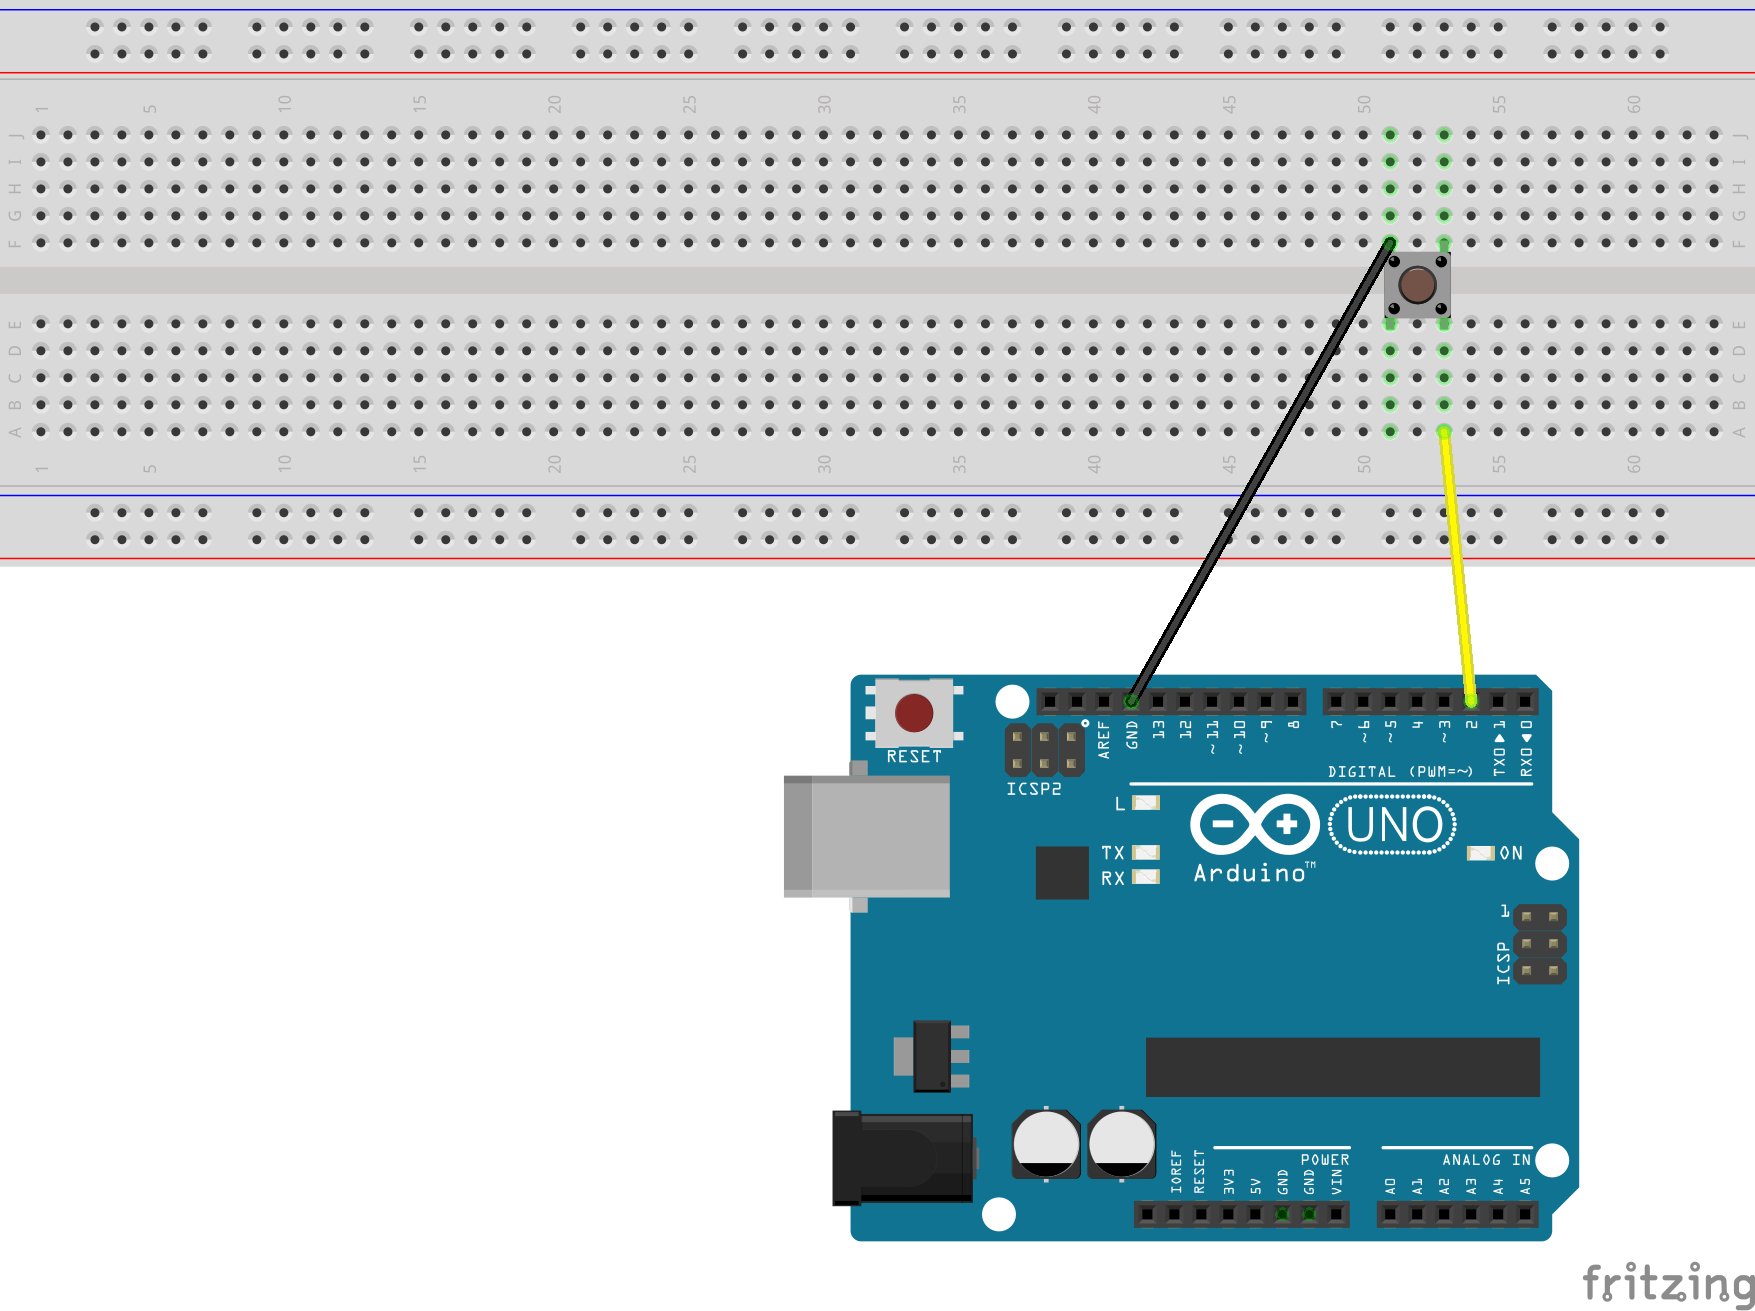 1 5 10 15 20 25 30 35 40 45 50 55 60
J J
I I
H H
G G
F F
E E
D D
C C
B B
A A
1 5 10 15 20 25 30 35 40 45 50 55 60
RESET
ICSP2
AREF GND 13 12 ~11 ~10 ~9 8 7 ~6 ~5 4 ~3 2 TX0▶1 RX0◀0
DIGITAL (PWM=~)
L
TX
RX
Arduino™
UNO
ON
1
ICSP
POWER
ANALOG IN
IOREF RESET 3V3 5V GND GND VIN A0 A1 A2 A3 A4 A5
fritzing